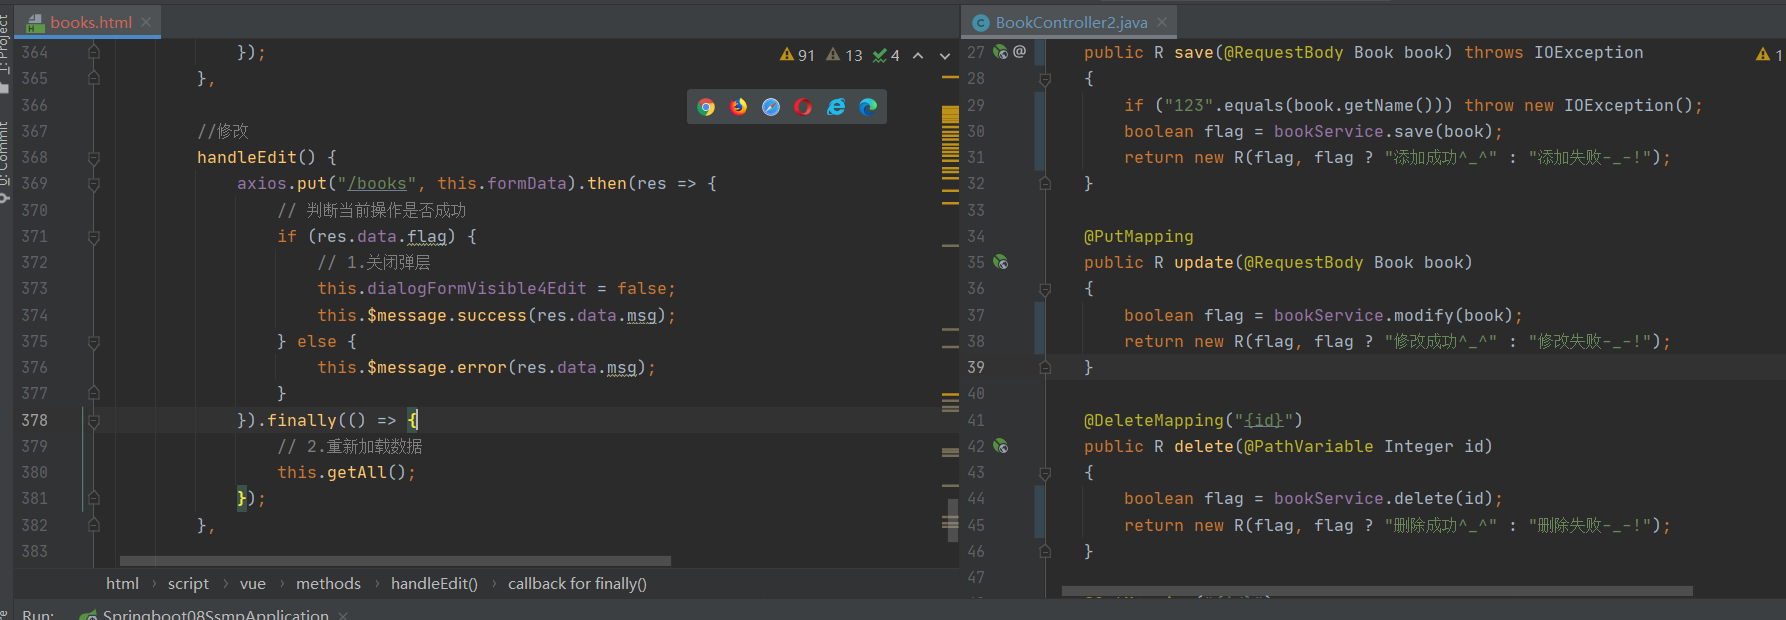 books.html
91 13 4
364 });
365 },
366
367 //修改
368 handleEdit() {
369 axios.put("/books", this.formData).then(res => {
370 // 判断当前操作是否成功
371 if (res.data.flag) {
372 // 1.关闭弹层
373 this.dialogFormVisible4Edit = false;
374 this.$message.success(res.data.msg);
375 } else {
376 this.$message.error(res.data.msg);
377 }
378 }).finally(() => {
379 // 2.重新加载数据
380 this.getAll();
381 });
382 },
383
html › script › vue › methods › handleEdit() › callback for finally()
BookController2.java
1
27 @ public R save(@RequestBody Book book) throws IOException
28 {
29 if ("123".equals(book.getName())) throw new IOException();
30 boolean flag = bookService.save(book);
31 return new R(flag, flag ? "添加成功^_^" : "添加失败-_-!");
32 }
33
34 @PutMapping
35 public R update(@RequestBody Book book)
36 {
37 boolean flag = bookService.modify(book);
38 return new R(flag, flag ? "修改成功^_^" : "修改失败-_-!");
39 }
40
41 @DeleteMapping("{id}")
42 public R delete(@PathVariable Integer id)
43 {
44 boolean flag = bookService.delete(id);
45 return new R(flag, flag ? "删除成功^_^" : "删除失败-_-!");
46 }
47
Run: Springboot08SsmpApplication
1: Project
0: Commit